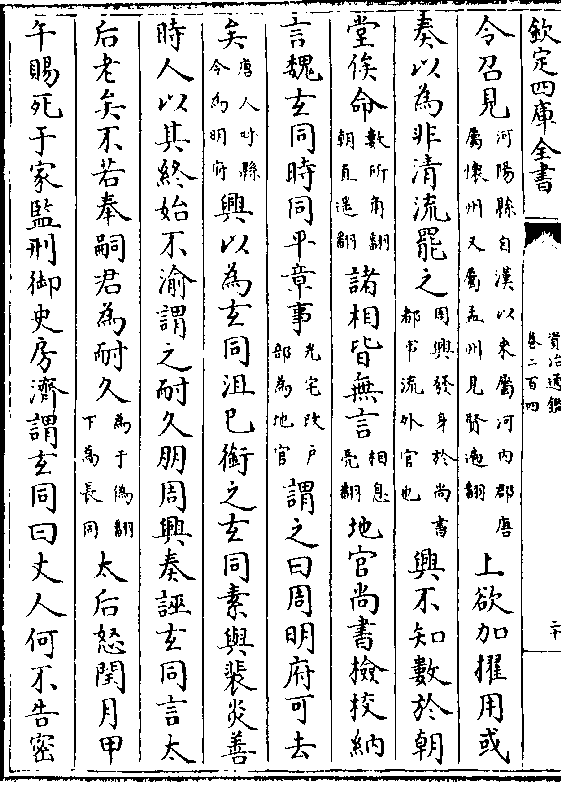 欽定四庫全書
資治通鑑
卷二百四
二十
令召見河陽縣自漢以來屬河内郡唐屬懷州又屬孟州見賢遍翻上欲加擢用或
奏以為非清流罷之周興發身於尚書都事流外官也興不知數於朝
堂俟命數所角翻朝直遥翻諸相皆無言相息亮翻地官尚書檢校納
言魏玄同時同平章事光宅改户部為地官謂之曰周明府可去
矣唐人呼縣令為明府興以為玄同沮己銜之玄同素與裴炎善
時人以其終始不渝謂之耐久朋周興奏誣玄同言太
后老矣不若奉嗣君為耐久為于偽翻下為長同太后怒閏月甲
午賜死于家監刑御史房濟謂玄同曰丈人何不告密